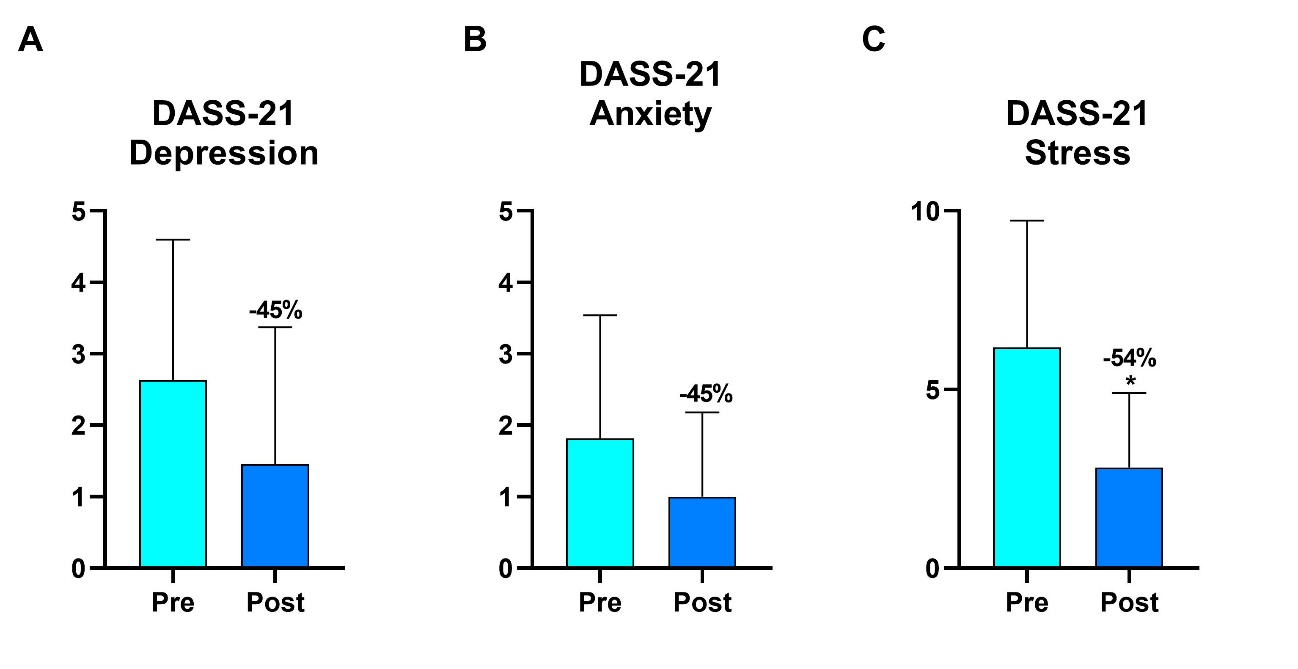 A
DASS-21
Depression
5
4
3
2
1
0
-45%
Pre
Post
B
DASS-21
Anxiety
5
4
3
2
1
0
-45%
Pre
Post
C
DASS-21
Stress
10
5
0
-54%
*
Pre
Post